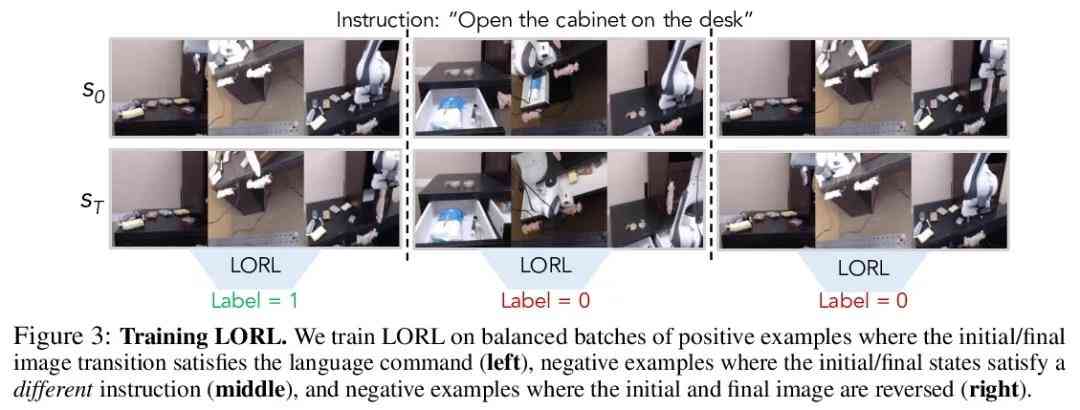 Instruction: “Open the cabinet on the desk”
s0
sT
LORL
LORL
LORL
Label = 1
Label = 0
Label = 0
Figure 3: Training LORL. We train LORL on balanced batches of positive examples where the initial/final
image transition satisfies the language command (left), negative examples where the initial/final states satisfy a
different instruction (middle), and negative examples where the initial and final image are reversed (right).